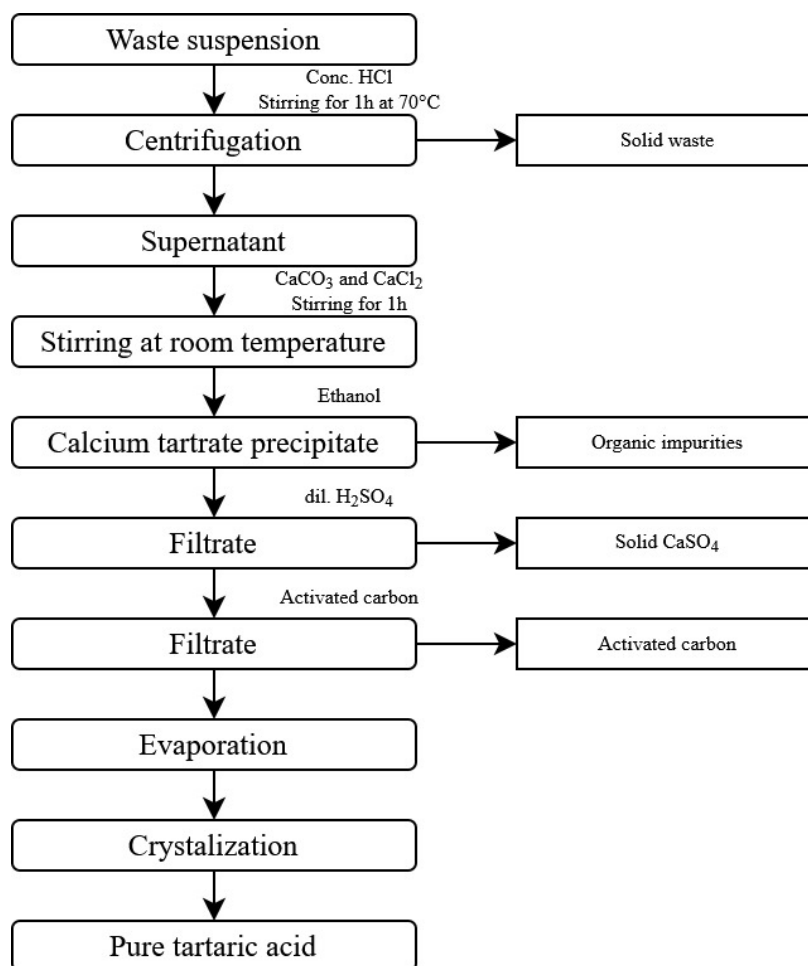 Waste suspension
Conc. HCl
Stirring for 1h at 70°C
Centrifugation
Solid waste
Supernatant
CaCO₃ and CaCl₂
Stirring for 1h
Stirring at room temperature
Ethanol
Calcium tartrate precipitate
Organic impurities
dil. H₂SO₄
Filtrate
Solid CaSO₄
Activated carbon
Filtrate
Activated carbon
Evaporation
Crystalization
Pure tartaric acid